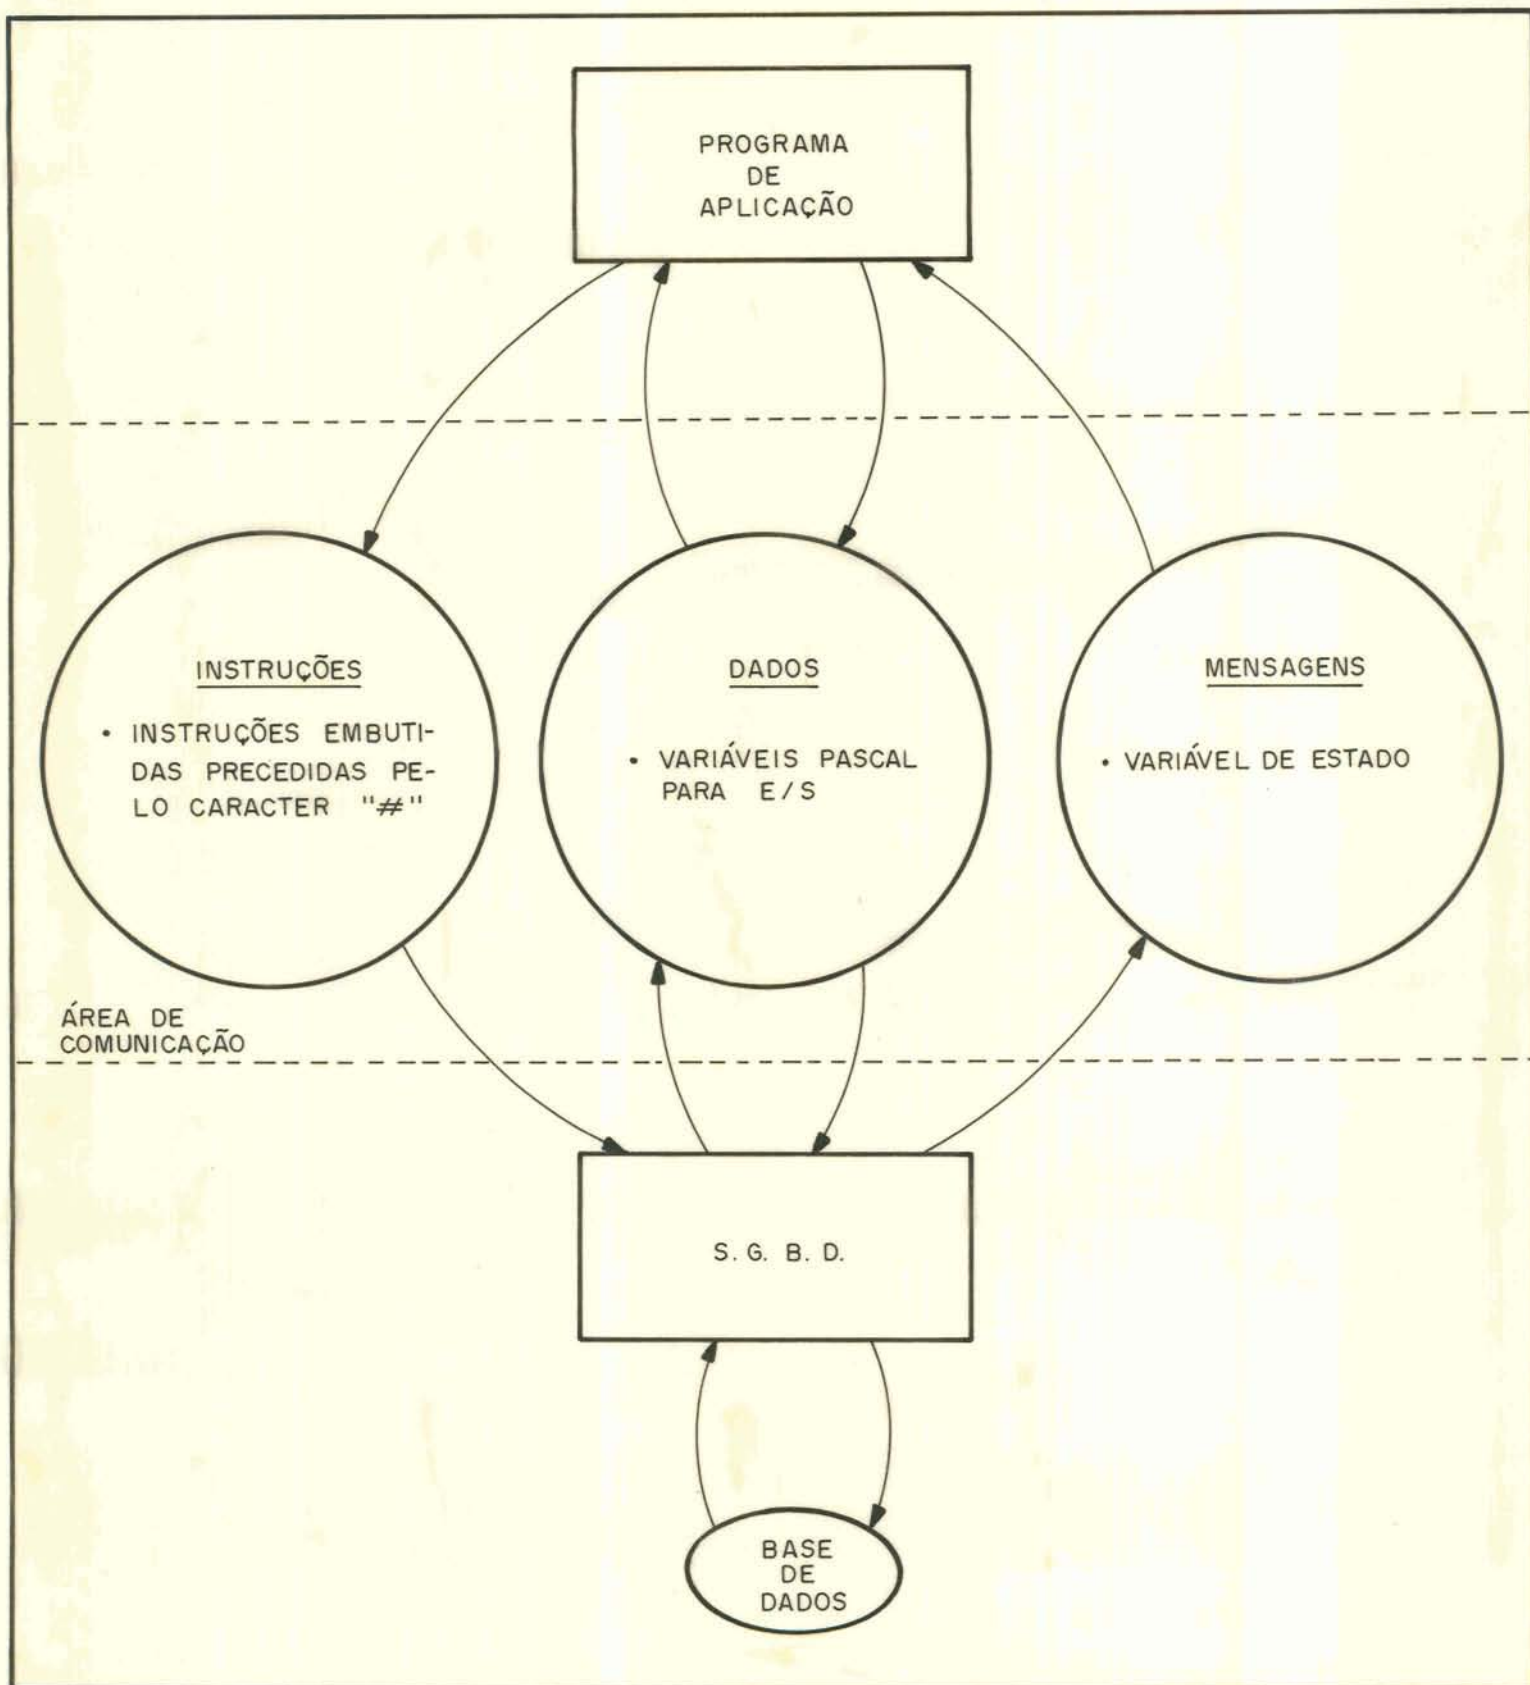 PROGRAMA
DE
APLICAÇÃO
INSTRUÇÕES
• INSTRUÇÕES EMBUTI-
DAS PRECEDIDAS PE-
LO CARACTER "#"
DADOS
• VARIÁVEIS PASCAL
PARA E/S
MENSAGENS
• VARIÁVEL DE ESTADO
ÁREA DE
COMUNICAÇÃO
S. G. B. D.
BASE
DE
DADOS